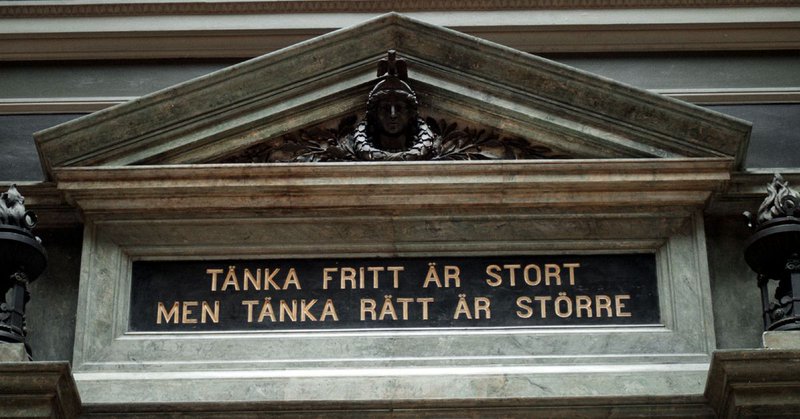 TÄNKA FRITT ÄR STORT
MEN TÄNKA RÄTT ÄR STÖRRE